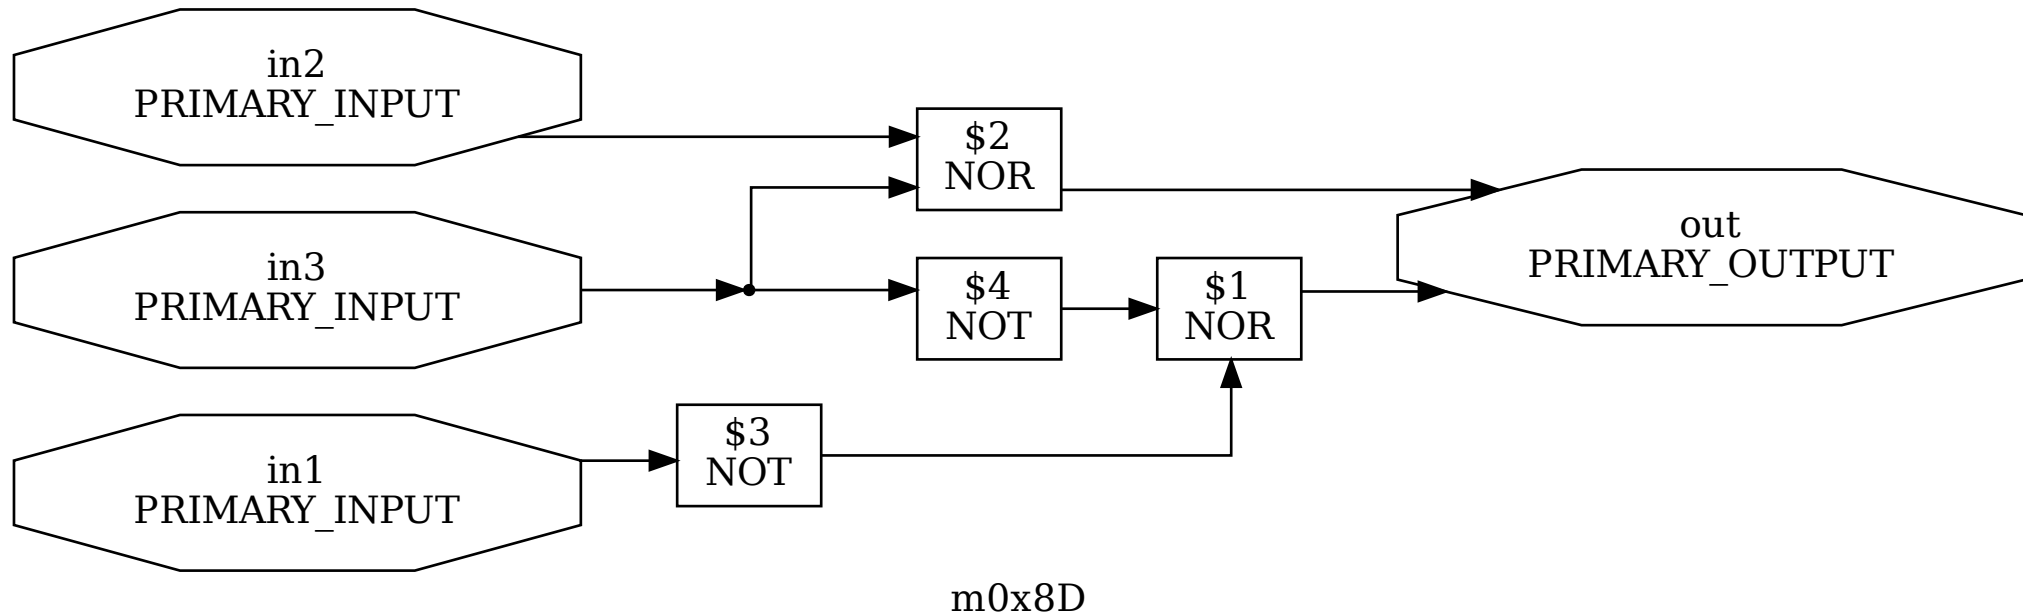 in2
PRIMARY_INPUT
$2
NOR
in3
PRIMARY_INPUT
$4
NOT
$1
NOR
out
PRIMARY_OUTPUT
in1
PRIMARY_INPUT
$3
NOT
m0x8D